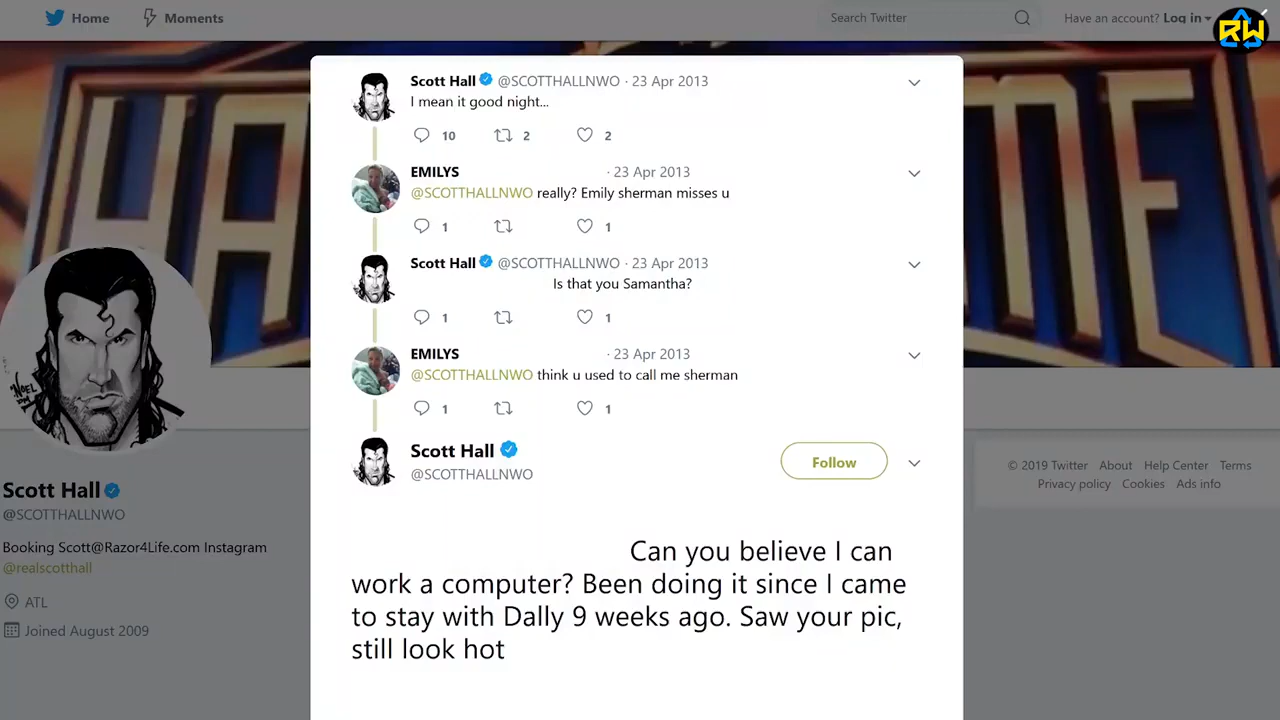 Home
Moments
Search Twitter
Have an account? Log in
RW
HA
ME
Scott Hall @SCOTTHALLNWO · 23 Apr 2013
I mean it good night...
10 2 2
EMILYS · 23 Apr 2013
@SCOTTHALLNWO really? Emily sherman misses u
1 1
Scott Hall @SCOTTHALLNWO · 23 Apr 2013
Is that you Samantha?
1 1
EMILYS · 23 Apr 2013
@SCOTTHALLNWO think u used to call me sherman
1 1
Scott Hall
@SCOTTHALLNWO
Follow
Can you believe I can
work a computer? Been doing it since I came
to stay with Dally 9 weeks ago. Saw your pic,
still look hot
NOEL
Scott Hall
@SCOTTHALLNWO
Booking Scott@Razor4Life.com Instagram
@realscotthall
ATL
Joined August 2009
© 2019 Twitter About Help Center Terms
Privacy policy Cookies Ads info